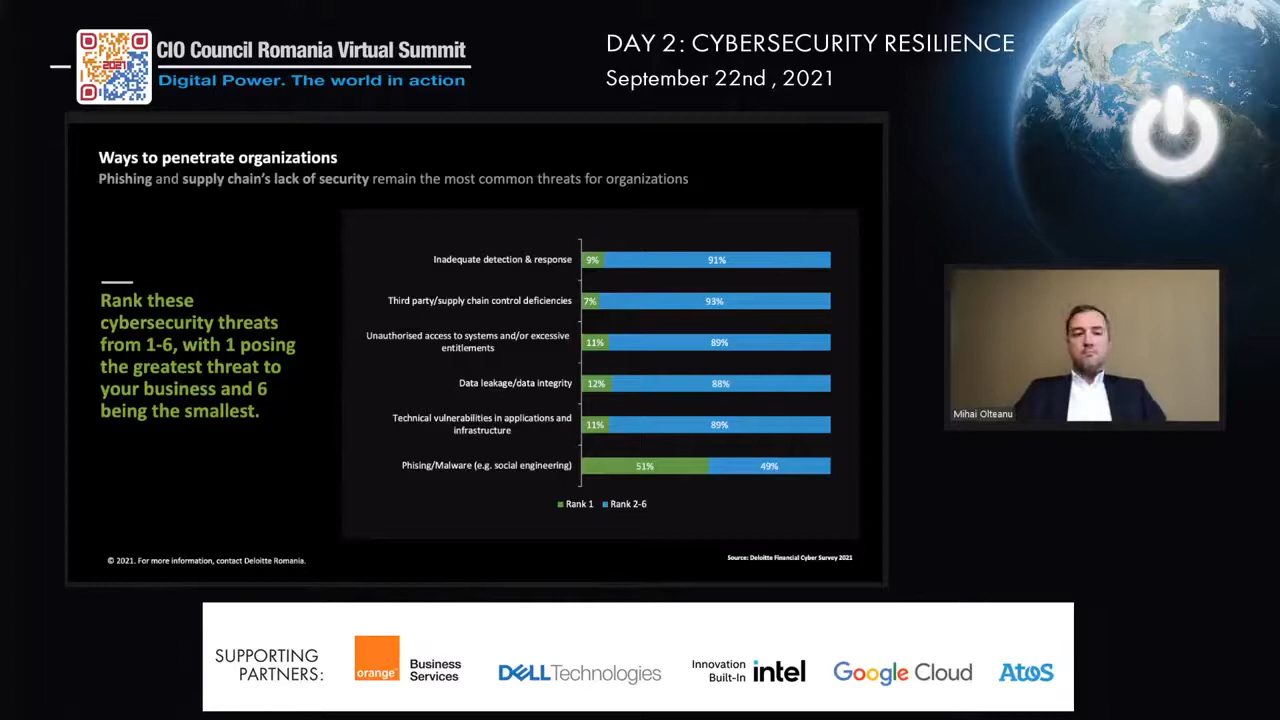 2021
CIO Council Romania Virtual Summit
Digital Power. The world in action
DAY 2: CYBERSECURITY RESILIENCE
September 22nd , 2021
Ways to penetrate organizations
Phishing and supply chain's lack of security remain the most common threats for organizations
Rank these
cybersecurity threats
from 1-6, with 1 posing
the greatest threat to
your business and 6
being the smallest.
Inadequate detection & response
9%
91%
Third party/supply chain control deficiencies
7%
93%
Unauthorised access to systems and/or excessive
entitlements
11%
89%
Data leakage/data integrity
12%
88%
Technical vulnerabilities in applications and
infrastructure
11%
89%
Phising/Malware (e.g. social engineering)
51%
49%
Rank 1
Rank 2-6
© 2021. For more information, contact Deloitte Romania.
Source: Deloitte Financial Cyber Survey 2021
Mihai Olteanu
SUPPORTING
PARTNERS:
orange™
Business
Services
DELL Technologies
Innovation
Built-In
intel
Google Cloud
Atos